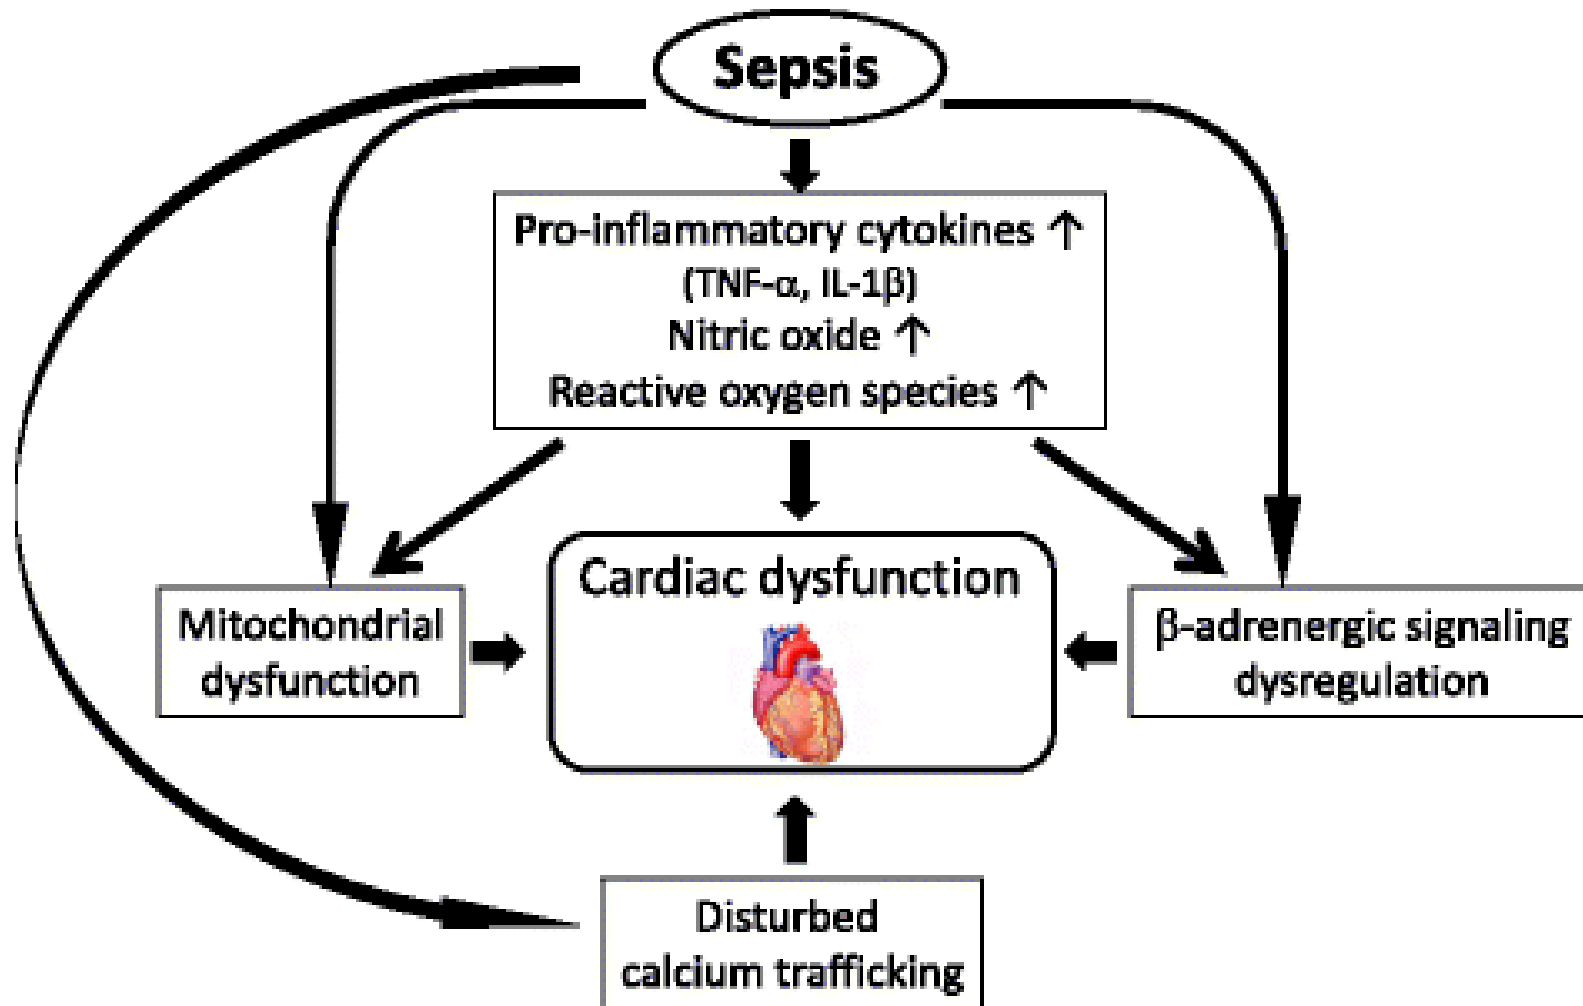 Sepsis
Pro-inflammatory cytokines ↑
(TNF-α, IL-1β)
Nitric oxide ↑
Reactive oxygen species ↑
Cardiac dysfunction
Mitochondrial
dysfunction
β-adrenergic signaling
dysregulation
Disturbed
calcium trafficking